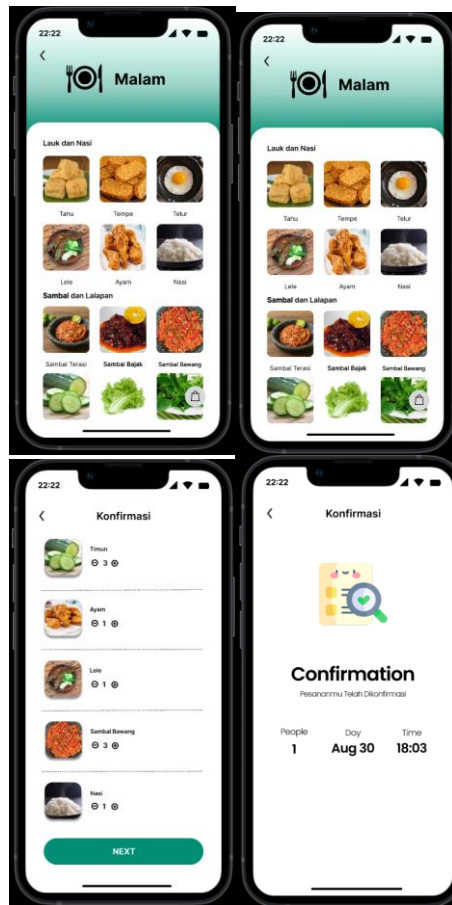 22:22
Malam
Lauk dan Nasi
Tahu Tempe Telur
Lele Ayam Nasi
Sambal dan Lalapan
Sambal Terasi Sambal Bajak Sambal Bawang
22:22
Malam
Lauk dan Nasi
Tahu Tempe Telur
Lele Ayam Nasi
Sambal dan Lalapan
Sambal Terasi Sambal Bajak Sambal Bawang
22:22
Konfirmasi
Timun
3
Ayam
1
Lele
1
Sambal Bawang
3
Nasi
1
NEXT
22:22
Konfirmasi
Confirmation
Pesananmu Telah Dikonfirmasi
People Day Time
1 Aug 30 18:03